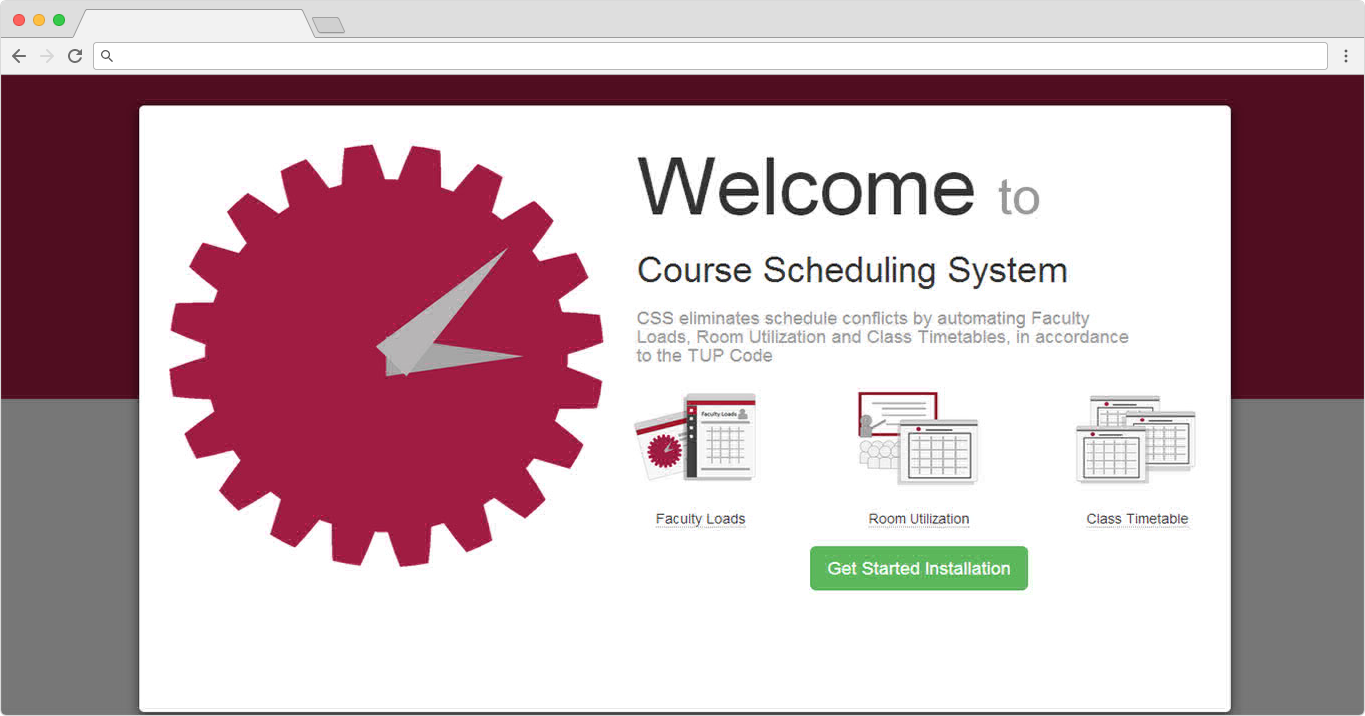 Welcome to
Course Scheduling System
CSS eliminates schedule conflicts by automating Faculty
Loads, Room Utilization and Class Timetables, in accordance
to the TUP Code
Faculty Loads
Faculty Loads
Room Utilization
Class Timetable
Get Started Installation